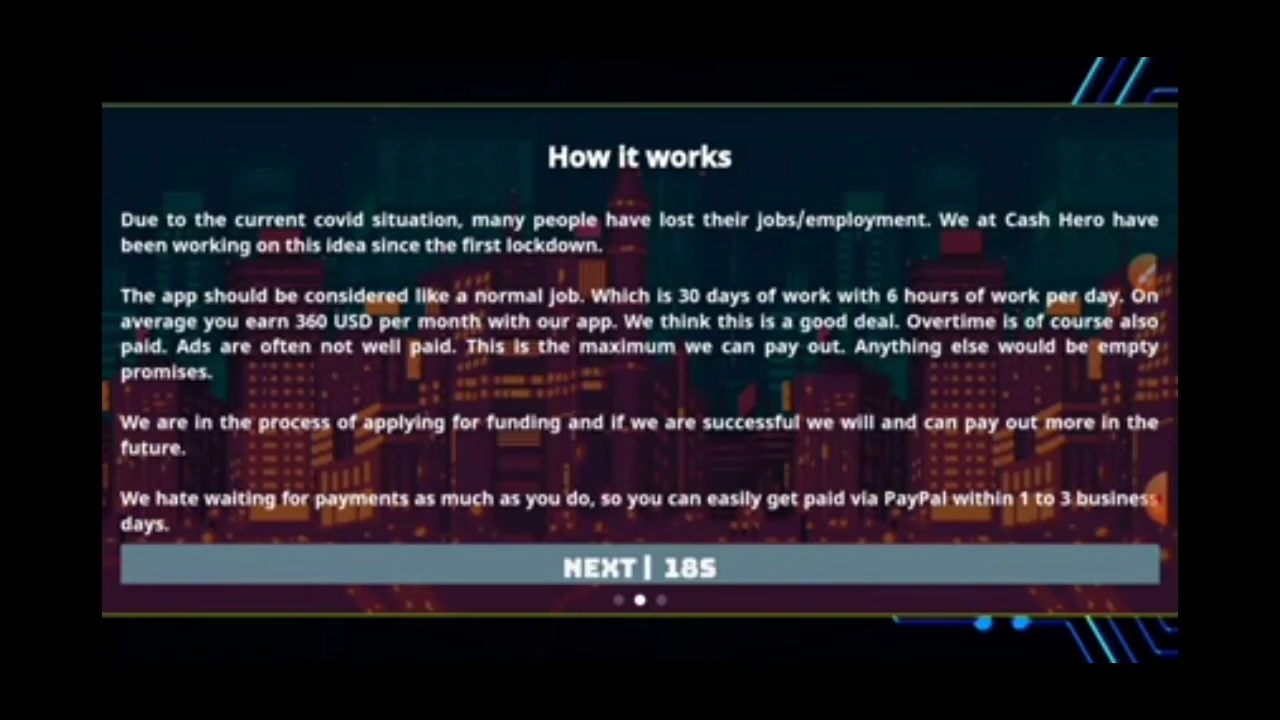 How it works
Due to the current covid situation, many people have lost their jobs/employment. We at Cash Hero have
been working on this idea since the first lockdown.
The app should be considered like a normal job. Which is 30 days of work with 6 hours of work per day. On
average you earn 360 USD per month with our app. We think this is a good deal. Overtime is of course also
paid. Ads are often not well paid. This is the maximum we can pay out. Anything else would be empty
promises.
We are in the process of applying for funding and if we are successful we will and can pay out more in the
future.
We hate waiting for payments as much as you do, so you can easily get paid via PayPal within 1 to 3 business
days.
NEXT | 18S